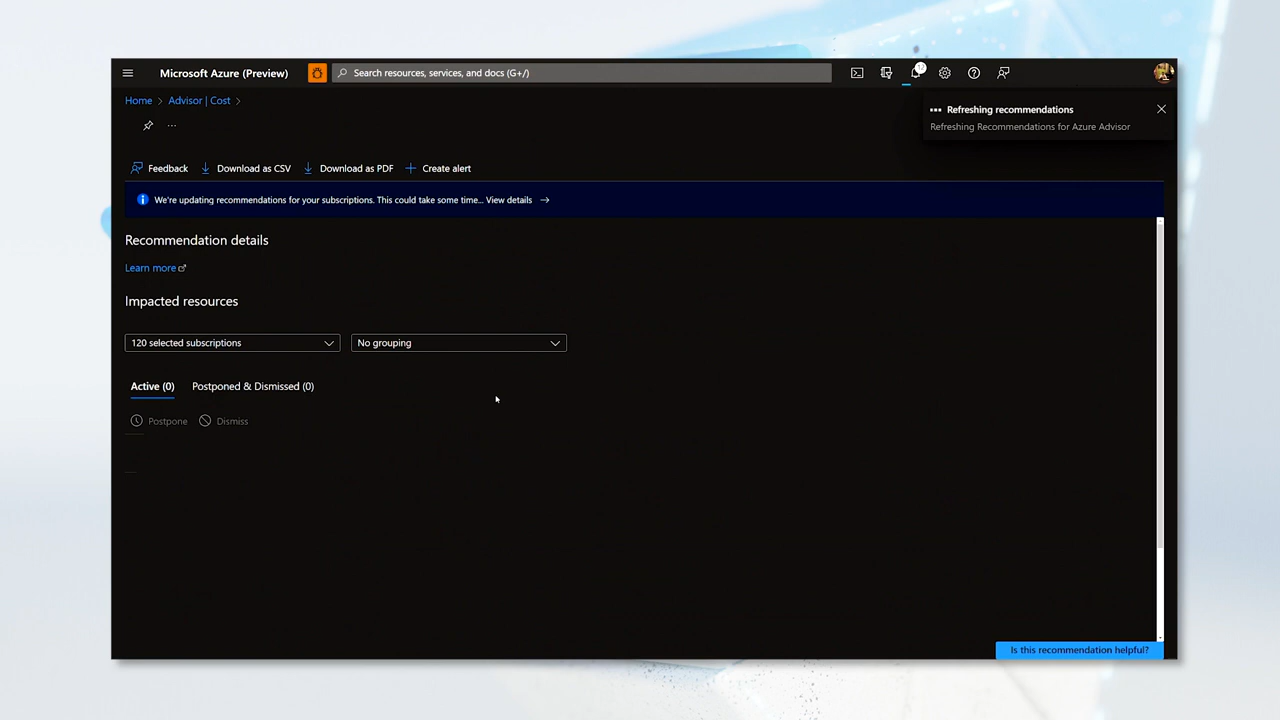 Microsoft Azure (Preview)
Search resources, services, and docs (G+/)
12
Home > Advisor | Cost >
Refreshing recommendations
Refreshing Recommendations for Azure Advisor
Feedback
Download as CSV
Download as PDF
Create alert
We're updating recommendations for your subscriptions. This could take some time... View details →
Recommendation details
Learn more
Impacted resources
120 selected subscriptions
No grouping
Active (0)
Postponed & Dismissed (0)
Postpone
Dismiss
Is this recommendation helpful?